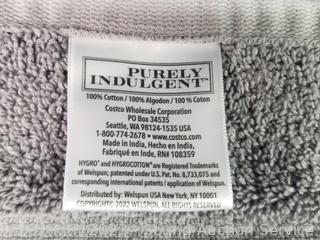 PURELY
INDULGENT™
100% Cotton / 100% Algodon / 100 % Coton
Costco Wholesale Corporation
PO Box 34535
Seattle, WA 98124-1535 USA
1-800-774-2678 • www.costco.com
Made in India, Hecho en India,
Fabriqué en Inde, RN# 108359
HYGRO® and HYGROCOTTON® are Registered Trademarks
of Welspun; patented under U.S. Pat. No. 8,733,075 and
corresponding international patents / application of Welspun.
Distributed by: Welspun USA New York, NY 10001
COPYRIGHT© 2022 WELSPUN, ALL RIGHTS RESERVED